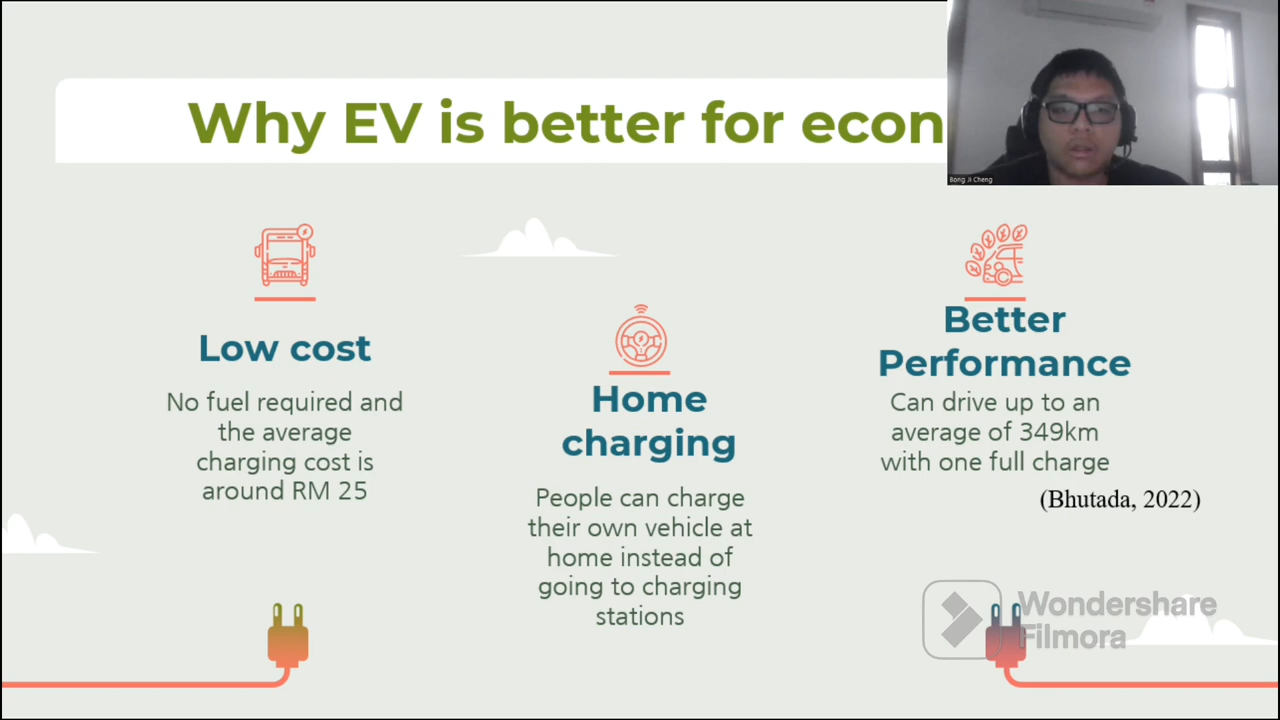 Why EV is better for econ
Bong Ji Cheng
Low cost
No fuel required and
the average
charging cost is
around RM 25
Home
charging
People can charge
their own vehicle at
home instead of
going to charging
stations
Better
Performance
Can drive up to an
average of 349km
with one full charge
(Bhutada, 2022)
Wondershare
Filmora